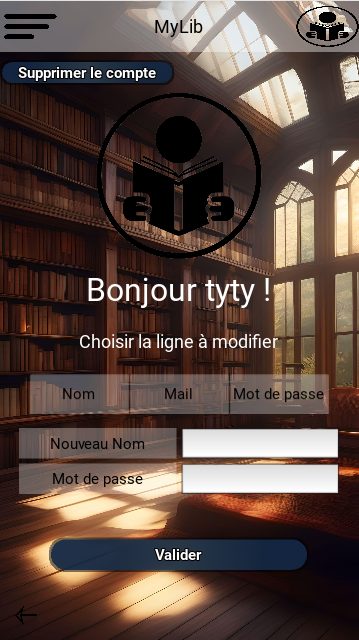 MyLib
Supprimer le compte
Bonjour tyty !
Choisir la ligne à modifier
Nom Mail Mot de passe
Nouveau Nom
Mot de passe
Valider